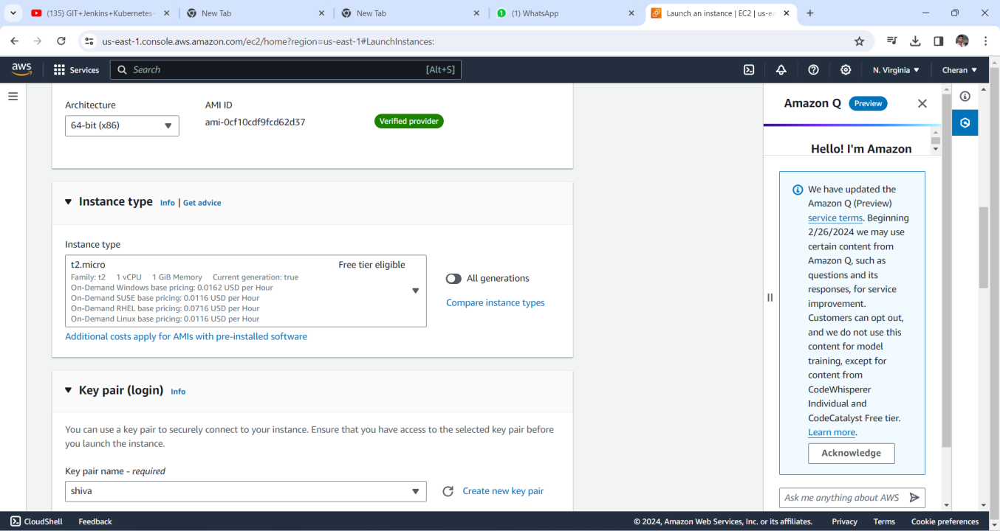 (135) GIT+Jenkins+Kubernetes-
New Tab
New Tab
(1) WhatsApp
Launch an instance | EC2 | us-ea
us-east-1.console.aws.amazon.com/ec2/home?region=us-east-1#LaunchInstances:
aws
Services
Search
[Alt+S]
N. Virginia
Cheran
Architecture
AMI ID
64-bit (x86)
ami-0cf10cdf9fcd62d37
Verified provider
Instance type
Info | Get advice
Instance type
t2.micro
Free tier eligible
Family: t2 1 vCPU 1 GiB Memory Current generation: true
On-Demand Windows base pricing: 0.0162 USD per Hour
On-Demand SUSE base pricing: 0.0116 USD per Hour
On-Demand RHEL base pricing: 0.0716 USD per Hour
On-Demand Linux base pricing: 0.0116 USD per Hour
All generations
Compare instance types
Additional costs apply for AMIs with pre-installed software
Key pair (login)
Info
You can use a key pair to securely connect to your instance. Ensure that you have access to the selected key pair before
you launch the instance.
Key pair name - required
shiva
Create new key pair
Amazon Q
Preview
Hello! I'm Amazon
We have updated the
Amazon Q (Preview)
service terms. Beginning
2/26/2024 we may use
certain content from
Amazon Q, such as
questions and its
responses, for service
improvement.
Customers can opt out,
and we do not use this
content for model
training, except for
content from
CodeWhisperer
Individual and
CodeCatalyst Free tier.
Learn more.
Acknowledge
Ask me anything about AWS
CloudShell
Feedback
© 2024, Amazon Web Services, Inc. or its affiliates.
Privacy
Terms
Cookie preferences